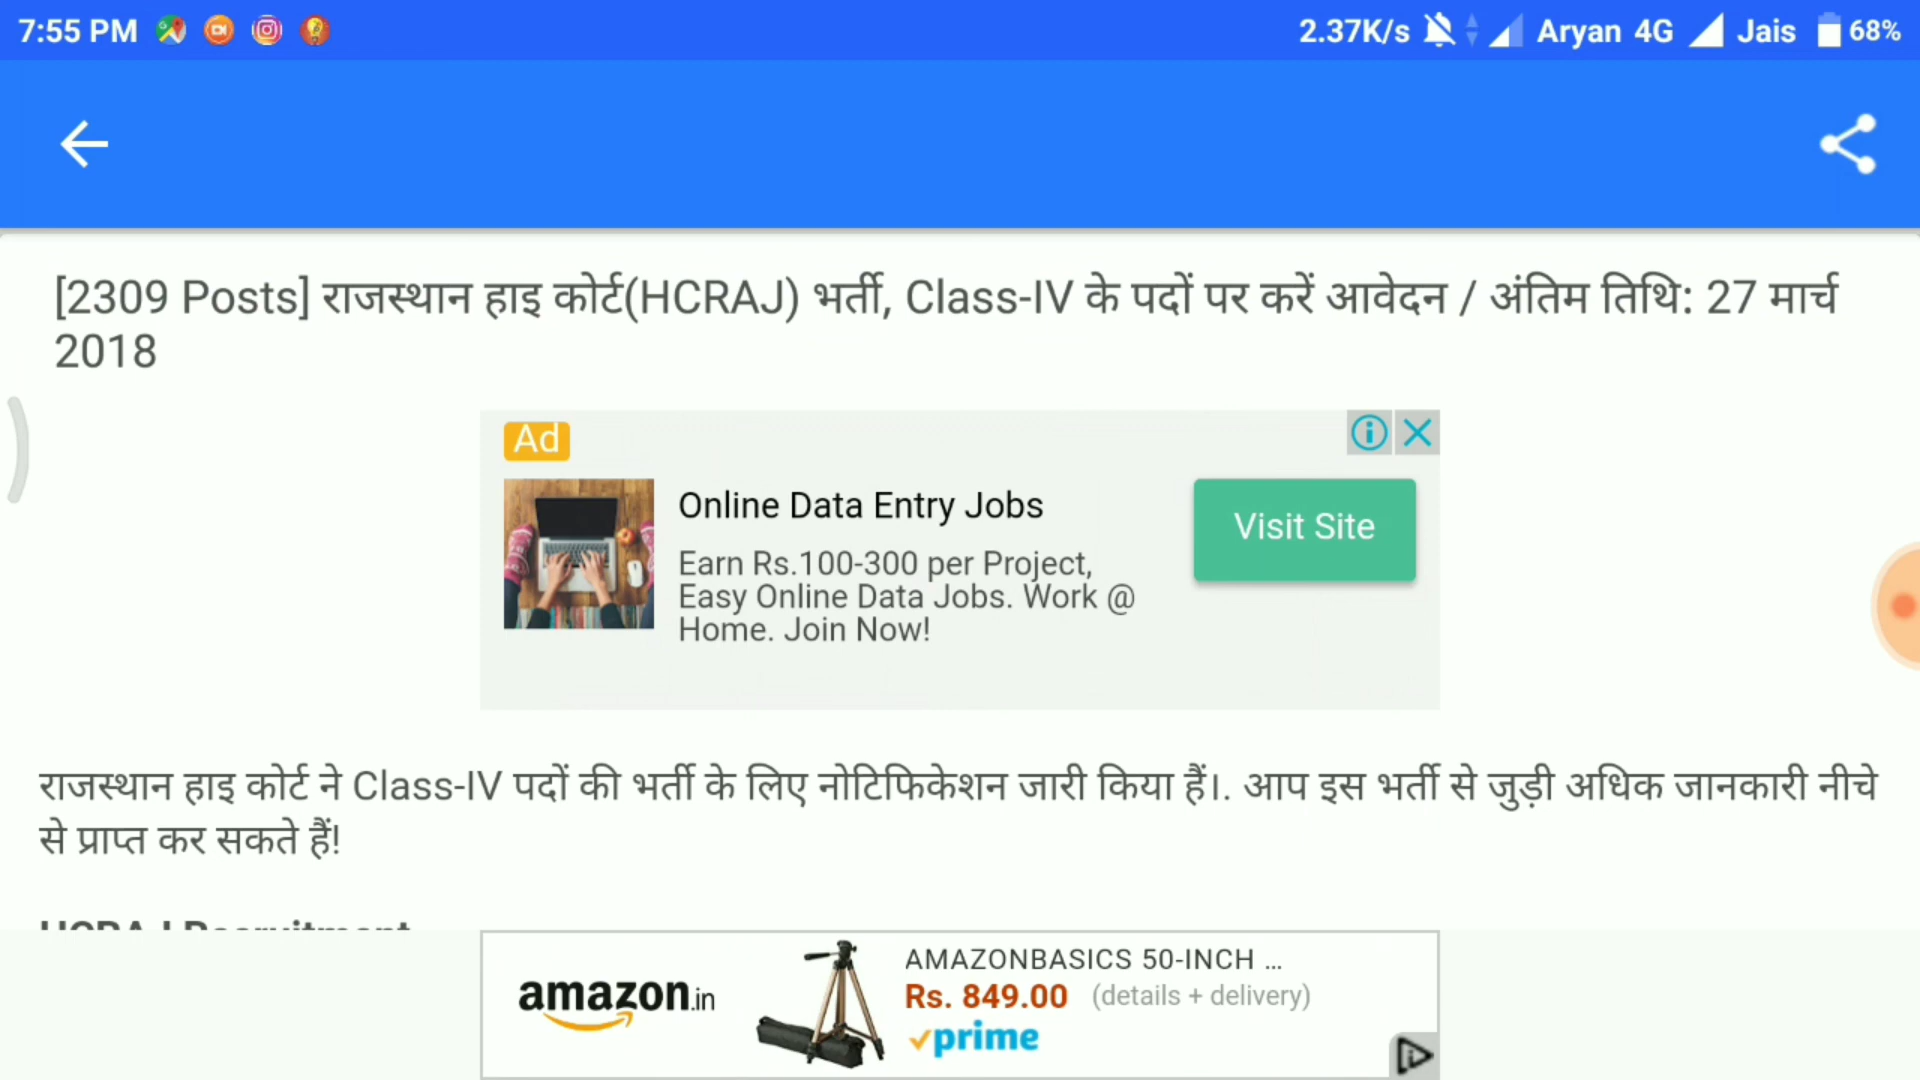 7:55 PM 2.37K/s Aryan 4G Jais 68%
[2309 Posts] राजस्थान हाइ कोर्ट(HCRAJ) भर्ती, Class-IV के पदों पर करें आवेदन / अंतिम तिथि: 27 मार्च
2018
Ad
Online Data Entry Jobs
Visit Site
Earn Rs.100-300 per Project,
Easy Online Data Jobs. Work @
Home. Join Now!
राजस्थान हाइ कोर्ट ने Class-IV पदों की भर्ती के लिए नोटिफिकेशन जारी किया हैं।. आप इस भर्ती से जुड़ी अधिक जानकारी नीचे
से प्राप्त कर सकते हैं!
HCRAJ Recruitment
amazon.in
AMAZONBASICS 50-INCH ...
Rs. 849.00 (details + delivery)
prime